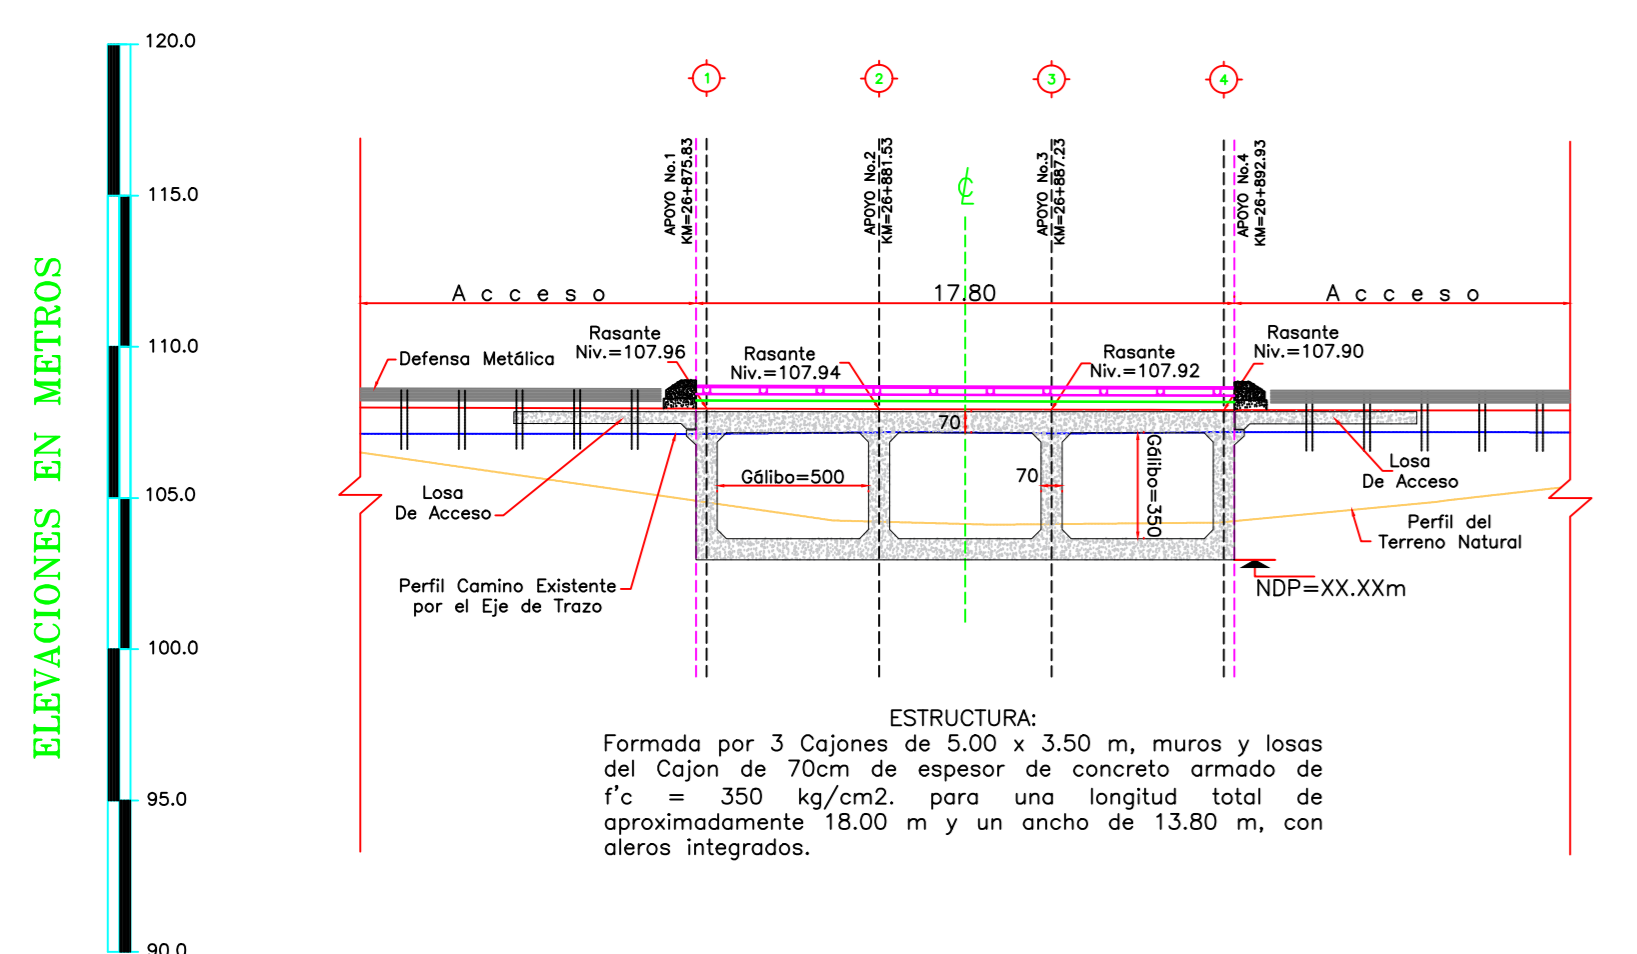 120.0
1
2
3
4
APOYO No.1
KM=26+875.83
APOYO No.2
KM=26+881.53
APOYO No.3
KM=26+887.23
APOYO No.4
KM=26+892.93
115.0
ELEVACIONES EN METROS
Acceso
17.80
Acceso
110.0
Defensa Metálica
Rasante
Niv.=107.96
Rasante
Niv.=107.94
Rasante
Niv.=107.92
Rasante
Niv.=107.90
70
Gálibo=500
70
Gálibo=350
Losa
De Acceso
Losa
De Acceso
105.0
Perfil del
Terreno Natural
Perfil Camino Existente
por el Eje de Trazo
NDP=XX.XXm
100.0
ESTRUCTURA:
Formada por 3 Cajones de 5.00 x 3.50 m, muros y losas
del Cajon de 70cm de espesor de concreto armado de
f'c = 350 kg/cm2. para una longitud total de
aproximadamente 18.00 m y un ancho de 13.80 m, con
aleros integrados.
95.0
90.0